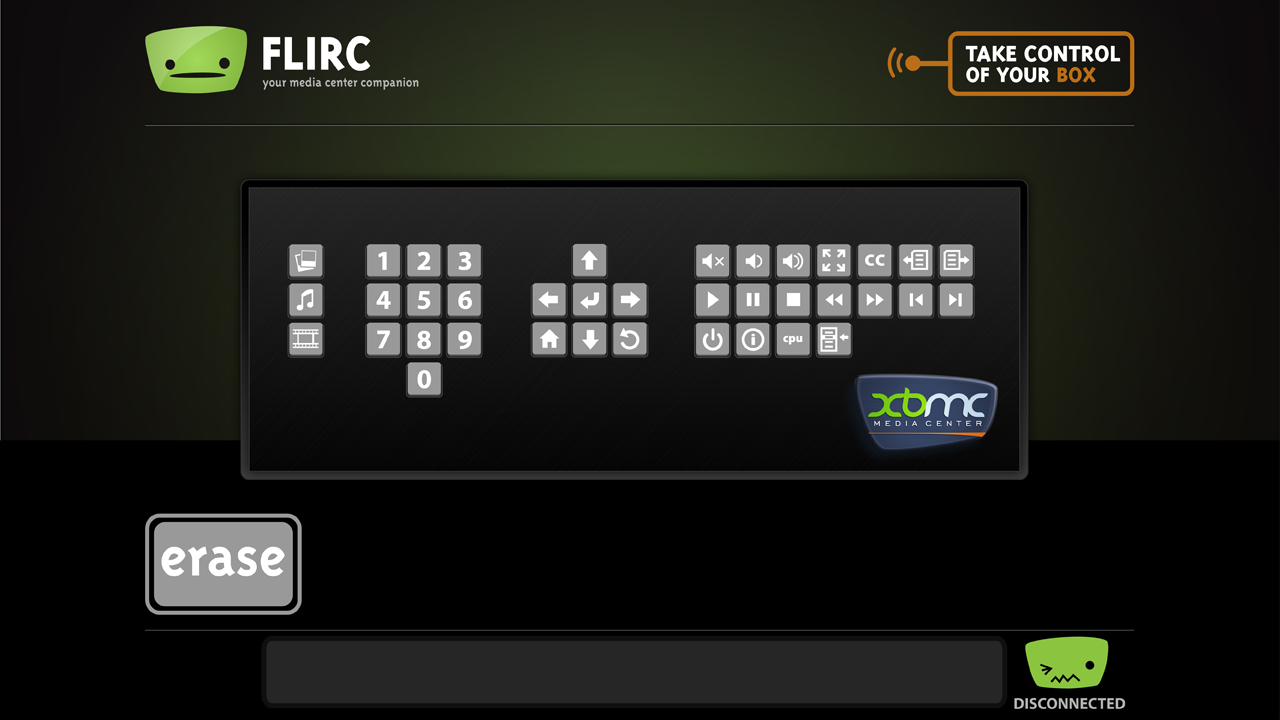 FLIRC
your media center companion
TAKE CONTROL
OF YOUR BOX
1 2 3
CC
4 5 6
7 8 9
cpu
0
xbmc
MEDIA CENTER
erase
DISCONNECTED